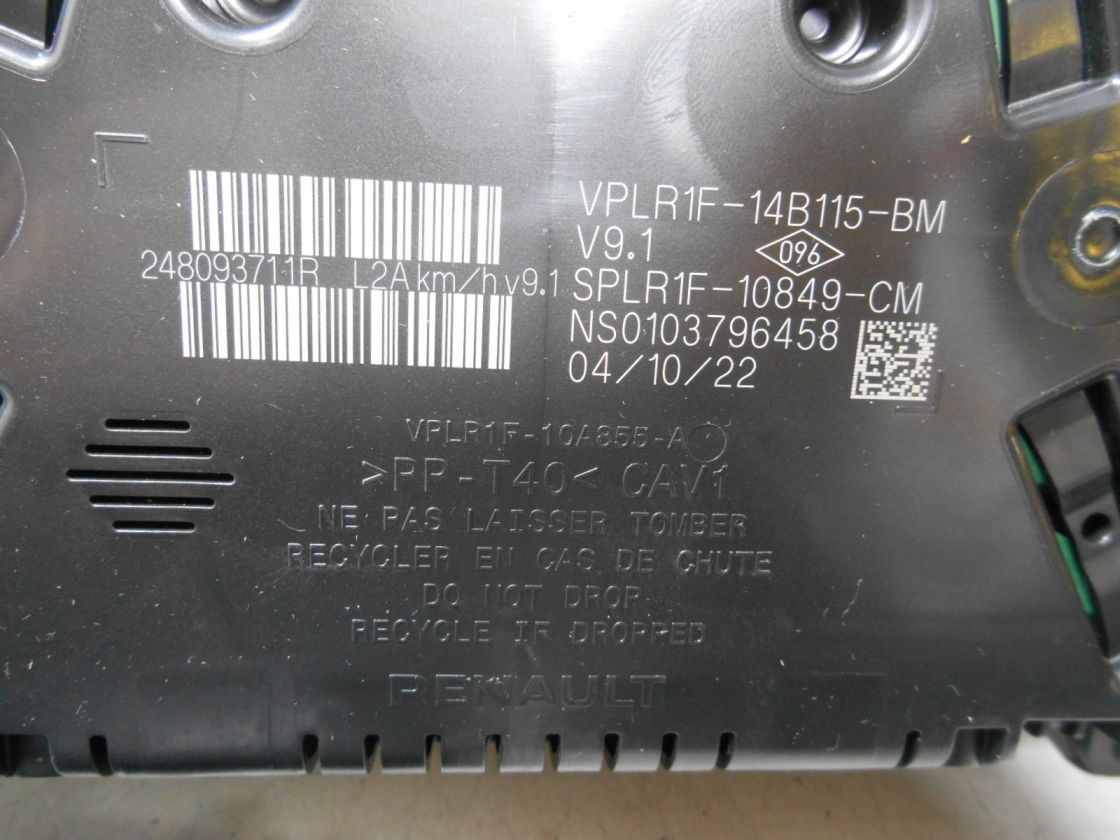 VPLR1F-14B115-BM
V9.1 096
248093711R L2A km/h v9.1
SPLR1F-10849-CM
NS0103796458
04/10/22
VPLR1F-10A855-A
>PP-T40< CAV1
NE PAS LAISSER TOMBER
RECYCLER EN CAS DE CHUTE
DO NOT DROP
RECYCLE IF DROPPED
RENAULT